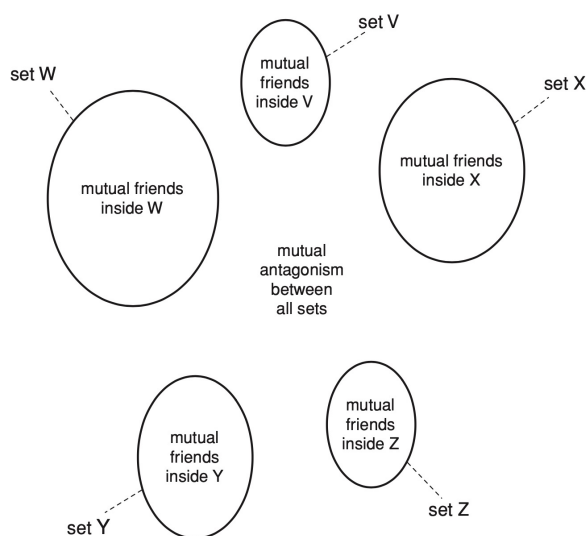 set V
mutual
friends
inside V
set W
set X
mutual friends
inside W
mutual friends
inside X
mutual
antagonism
between
all sets
mutual
friends
inside Z
mutual
friends
inside Y
set Z
set Y